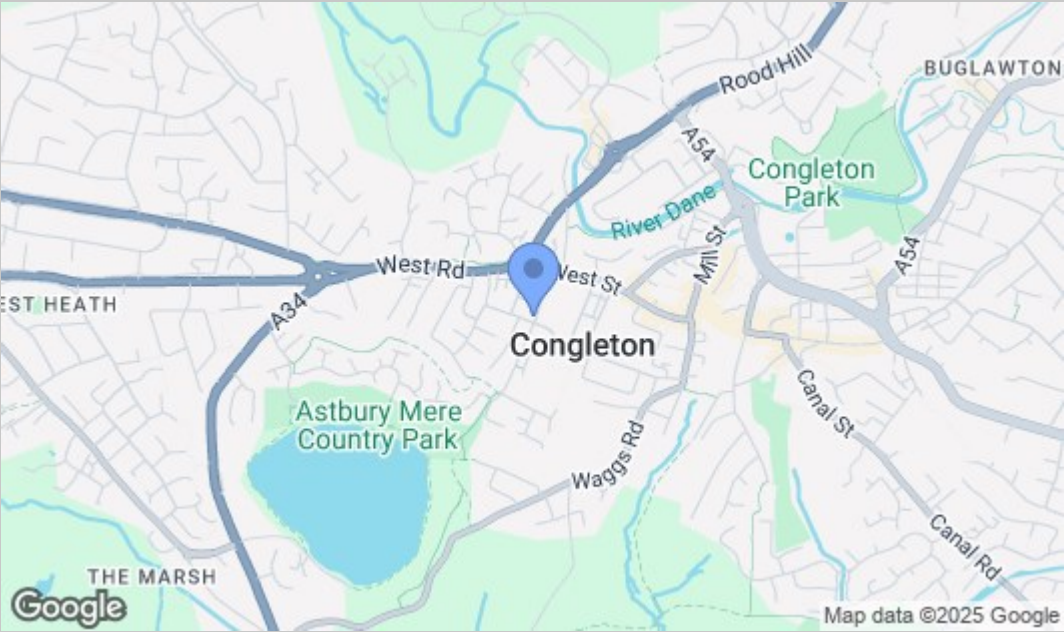 Rood Hill
BUGLAWTON
A54
Congleton
Park
River Dane
Mill St
A54
West Rd
West St
EST HEATH
A34
Congleton
Canal St
Astbury Mere
Country Park
Waggs Rd
Canal Rd
THE MARSH
Google
Map data ©2025 Google